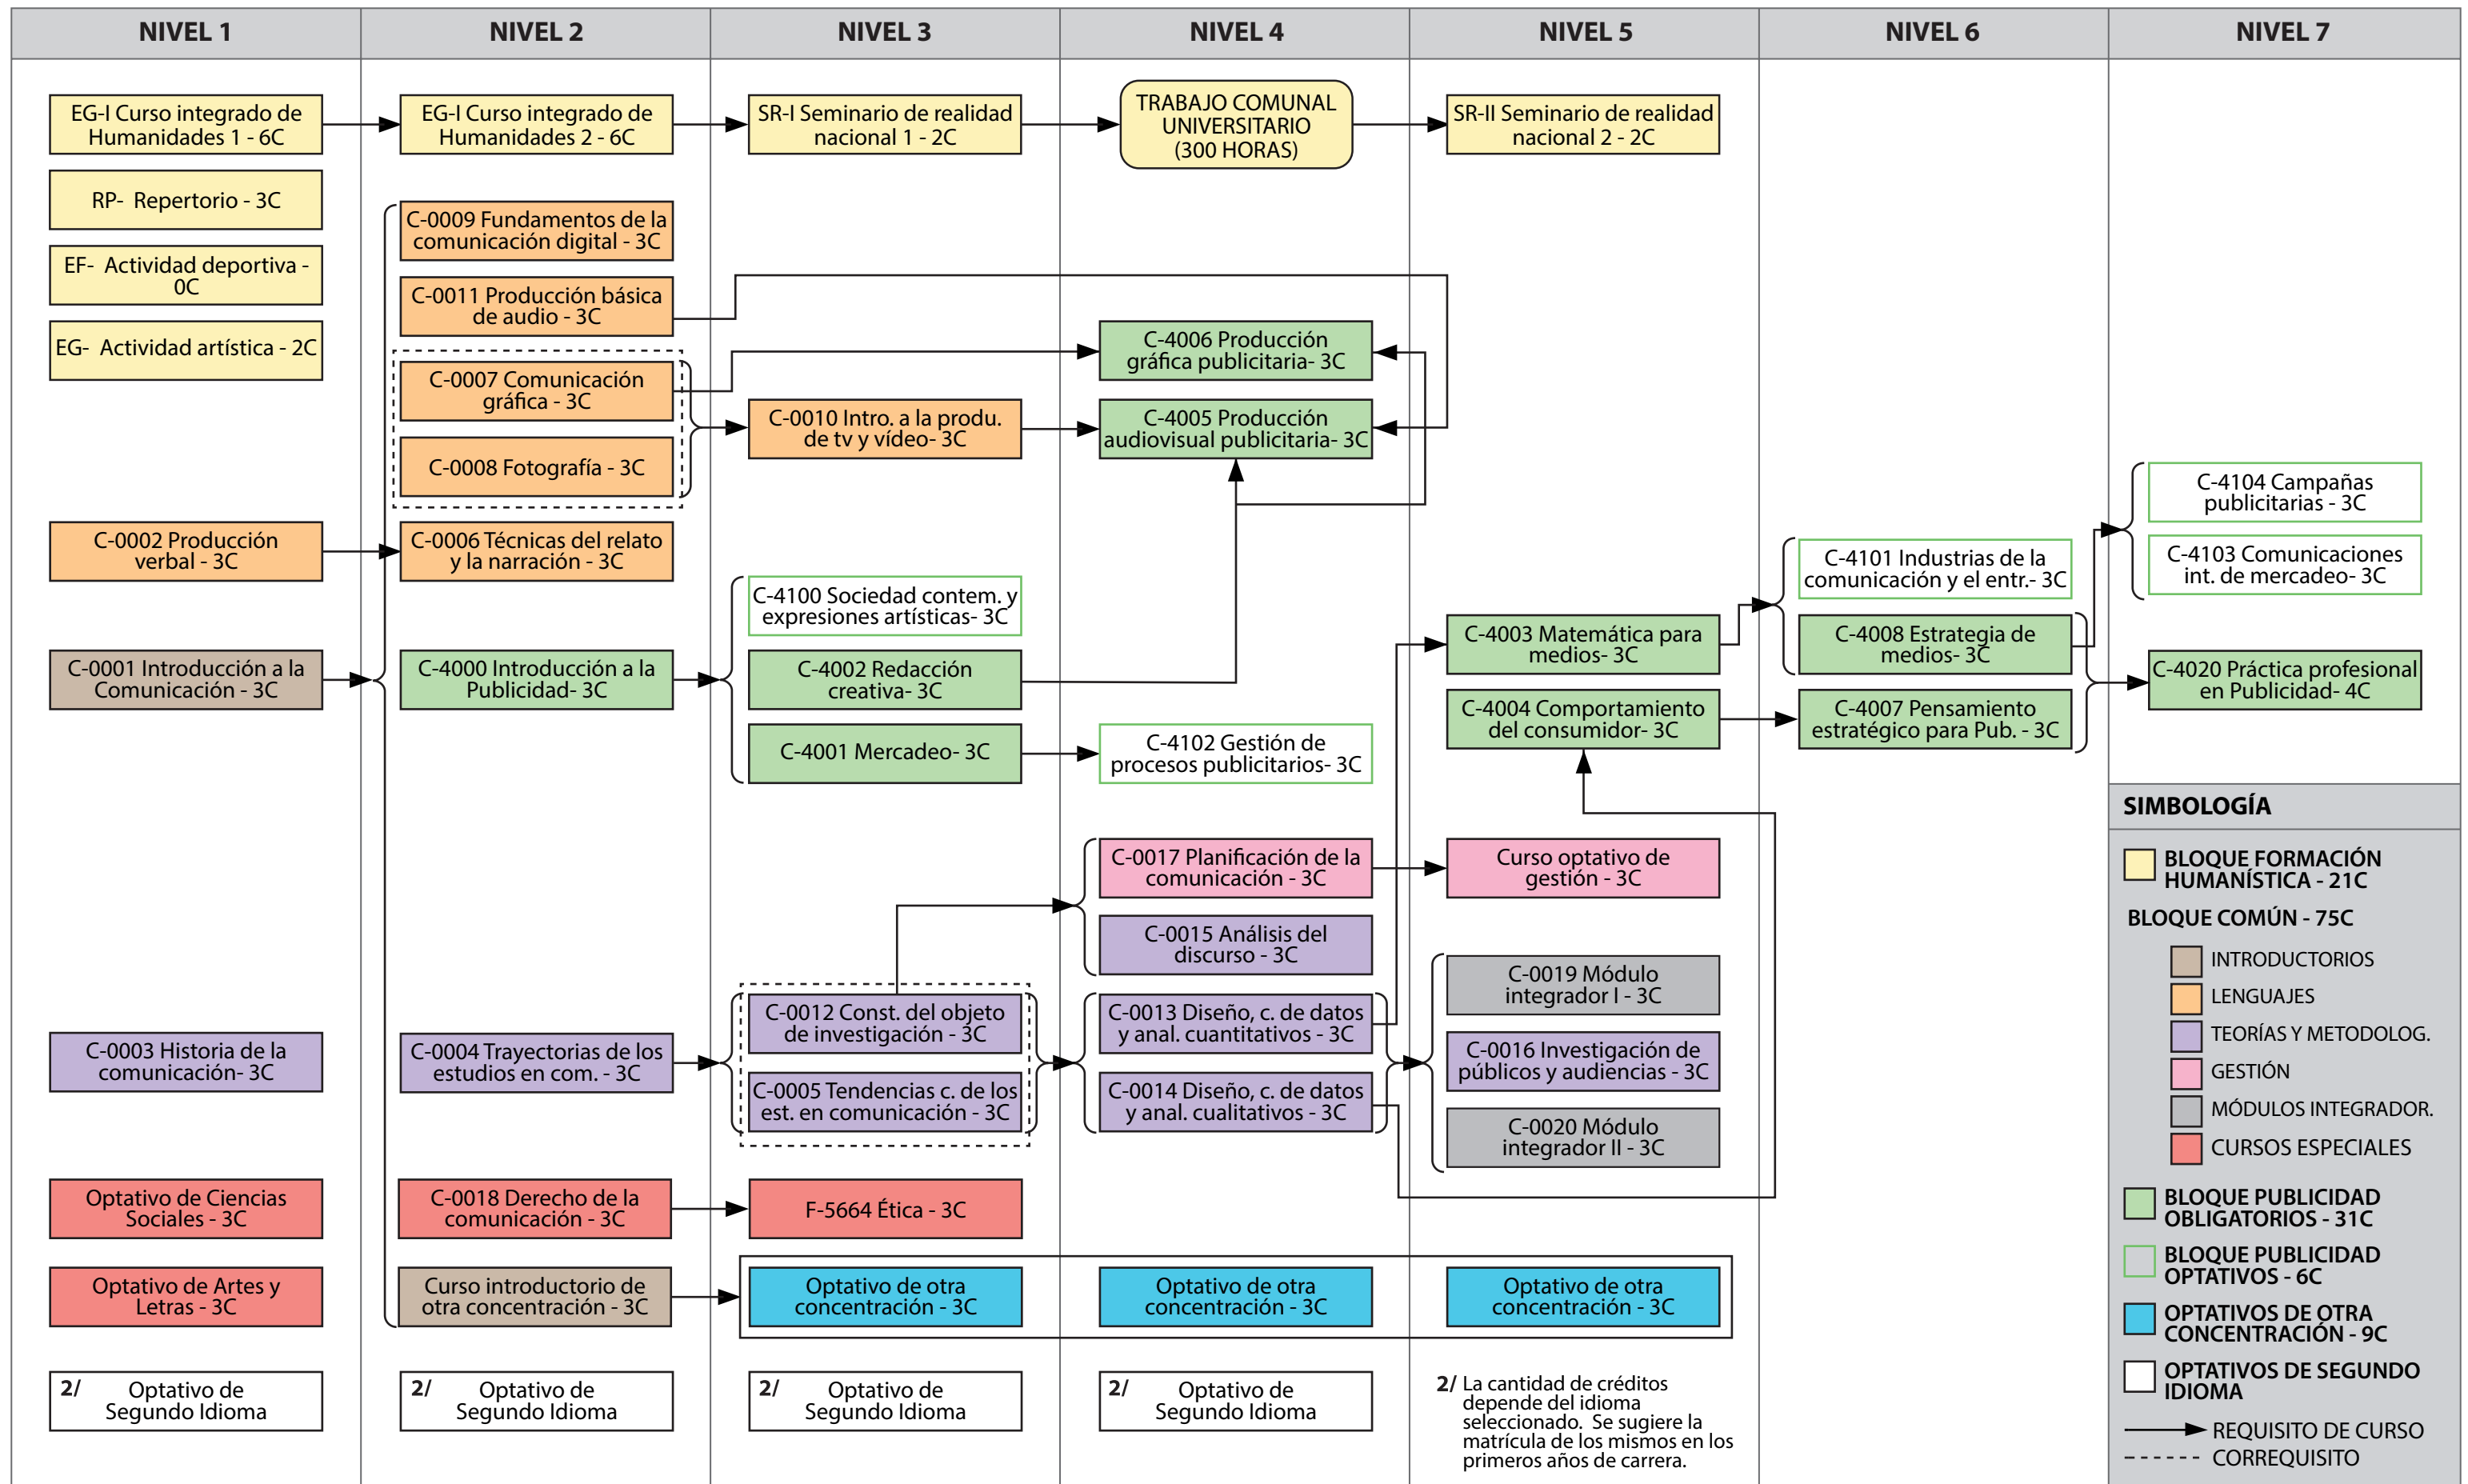 NIVEL 1
NIVEL 2
NIVEL 3
NIVEL 4
NIVEL 5
NIVEL 6
NIVEL 7
EG-I Curso integrado de
Humanidades 1 - 6C
RP-  Repertorio - 3C
EF-  Actividad deportiva -
0C
EG-  Actividad artística - 2C
C-0002 Producción
verbal - 3C
C-0001 Introducción a la
Comunicación - 3C
C-0003 Historia de la
comunicación- 3C
Optativo de Ciencias
Sociales - 3C
Optativo de Artes y
Letras - 3C
2/ Optativo de
Segundo Idioma
EG-I Curso integrado de
Humanidades 2 - 6C
C-0009 Fundamentos de la
comunicación digital - 3C
C-0011 Producción básica
de audio - 3C
C-0007 Comunicación
gráfica - 3C
C-0008 Fotografía - 3C
C-0006 Técnicas del relato
y la narración - 3C
C-4000 Introducción a la
Publicidad- 3C
C-0004 Trayectorias de los
estudios en com. - 3C
C-0018 Derecho de la
comunicación - 3C
Curso introductorio de
otra concentración - 3C
2/ Optativo de
Segundo Idioma
SR-I Seminario de realidad
nacional 1 - 2C
C-0010 Intro. a la produ.
de tv y vídeo- 3C
C-4100 Sociedad contem. y
expresiones artísticas- 3C
C-4002 Redacción
creativa- 3C
C-4001 Mercadeo- 3C
C-0012 Const. del objeto
de investigación - 3C
C-0005 Tendencias c. de los
est. en comunicación - 3C
F-5664 Ética - 3C
Optativo de otra
concentración - 3C
2/ Optativo de
Segundo Idioma
TRABAJO COMUNAL
UNIVERSITARIO
(300 HORAS)
C-4006 Producción
gráfica publicitaria- 3C
C-4005 Producción
audiovisual publicitaria- 3C
C-4102 Gestión de
procesos publicitarios- 3C
C-0017 Planificación de la
comunicación - 3C
C-0015 Análisis del
discurso - 3C
C-0013 Diseño, c. de datos
y anal. cuantitativos - 3C
C-0014 Diseño, c. de datos
y anal. cualitativos - 3C
Optativo de otra
concentración - 3C
2/ Optativo de
Segundo Idioma
SR-II Seminario de realidad
nacional 2 - 2C
C-4003 Matemática para
medios- 3C
C-4004 Comportamiento
del consumidor- 3C
Curso optativo de
gestión - 3C
C-0019 Módulo
integrador I - 3C
C-0016 Investigación de
públicos y audiencias - 3C
C-0020 Módulo
integrador II - 3C
Optativo de otra
concentración - 3C
2/ La cantidad de créditos
depende del idioma
seleccionado.  Se sugiere la
matrícula de los mismos en los
primeros años de carrera.
C-4101 Industrias de la
comunicación y el entr.- 3C
C-4008 Estrategia de
medios- 3C
C-4007 Pensamiento
estratégico para Pub. - 3C
C-4104 Campañas
publicitarias - 3C
C-4103 Comunicaciones
int. de mercadeo- 3C
C-4020 Práctica profesional
en Publicidad- 4C
SIMBOLOGÍA
BLOQUE FORMACIÓN
HUMANÍSTICA - 21C
BLOQUE COMÚN - 75C
INTRODUCTORIOS
LENGUAJES
TEORÍAS Y METODOLOG.
GESTIÓN
MÓDULOS INTEGRADOR.
CURSOS ESPECIALES
BLOQUE PUBLICIDAD
OBLIGATORIOS - 31C
BLOQUE PUBLICIDAD
OPTATIVOS - 6C
OPTATIVOS DE OTRA
CONCENTRACIÓN - 9C
OPTATIVOS DE SEGUNDO
IDIOMA
REQUISITO DE CURSO
CORREQUISITO